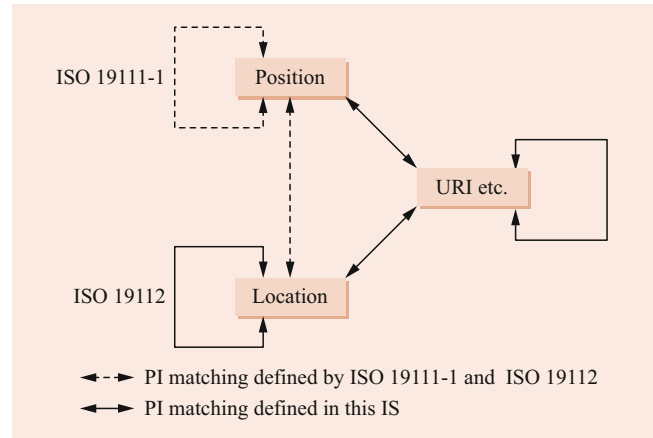 ISO 19111-1
Position
URI etc.
ISO 19112
Location
PI matching defined by ISO 19111-1 and ISO 19112
PI matching defined in this IS